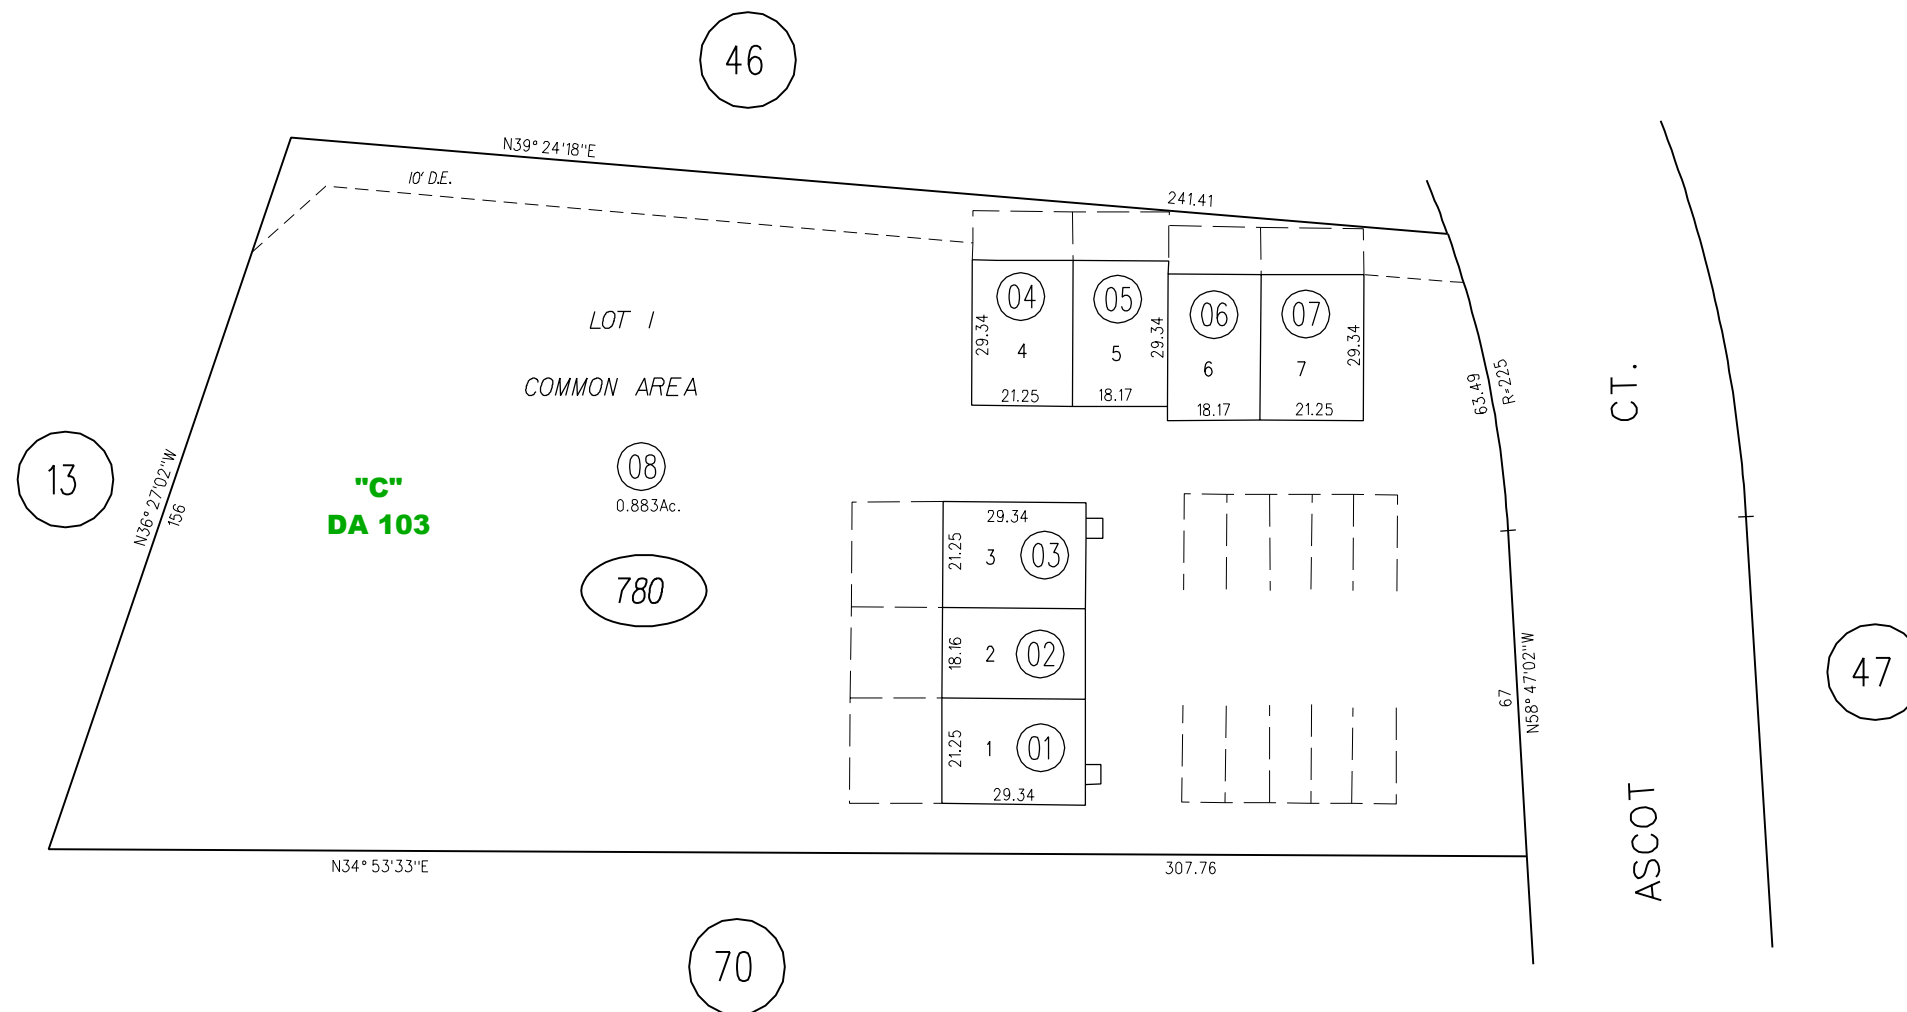 46
N39° 24'18"E
10' D.E.
241.41
LOT 1
COMMON AREA
08
0.883Ac.
"C"
DA 103
780
13
N36° 27'02"W
156
04
29.34
4
21.25
05
29.34
5
18.17
06
6
18.17
07
29.34
7
21.25
63.49
R=225
CT.
29.34
21.25
3
03
18.16
2
02
21.25
1
01
29.34
67
N58° 47'02"W
47
ASCOT
N34° 53'33"E
307.76
70